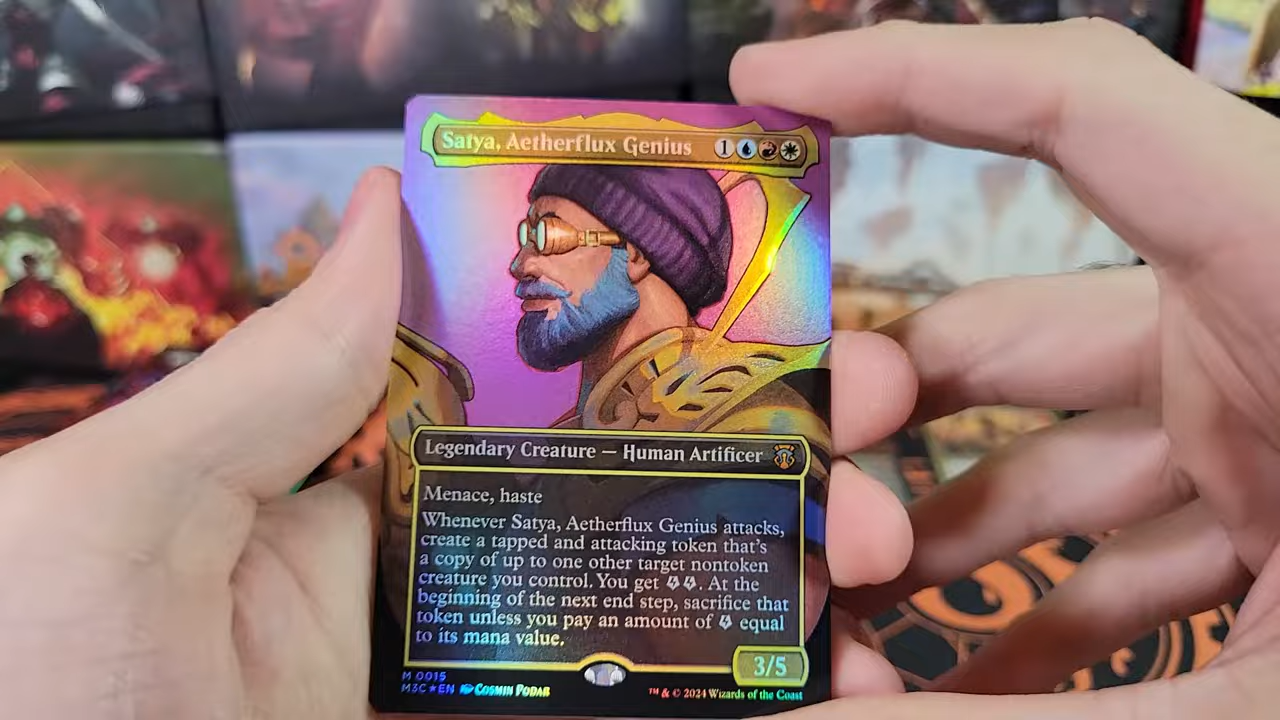 Satya, Aetherflux Genius 1
Legendary Creature — Human Artificer
Menace, haste
Whenever Satya, Aetherflux Genius attacks,
create a tapped and attacking token that's
a copy of up to one other target nontoken
creature you control. You get. At the
beginning of the next end step, sacrifice that
token unless you pay an amount of equal
to its mana value.
3/5
M 0015
M3C★EN Cosmin Podar
™ & © 2024 Wizards of the Coast